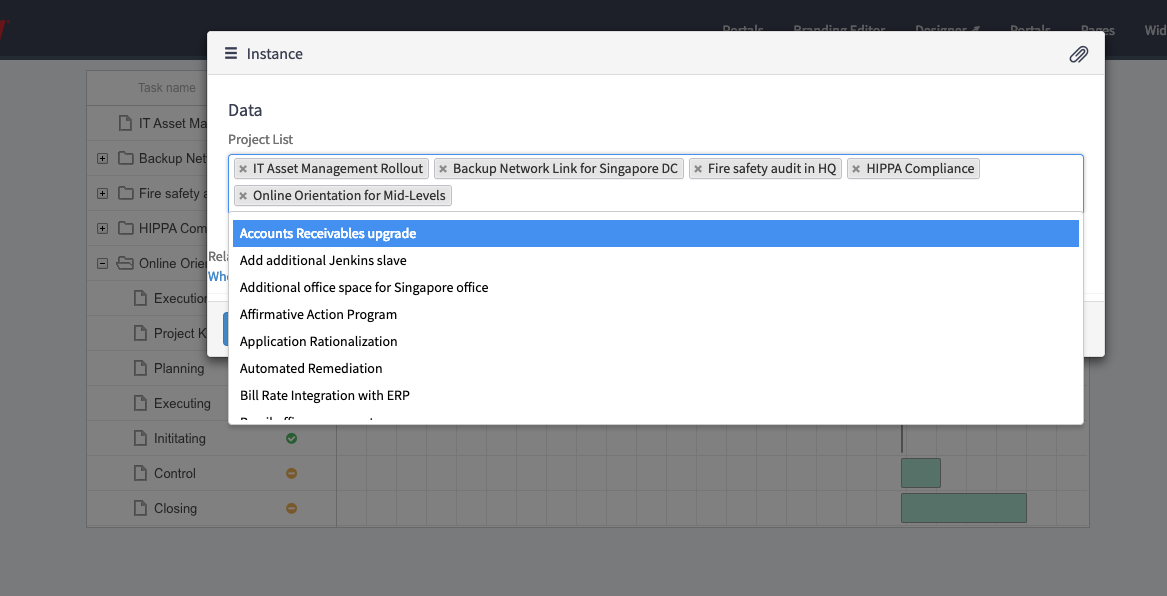 Portals Branding Editor Designer Portals Pages Wid
Instance
Task name
Data
Project List
IT Asset Ma
× IT Asset Management Rollout × Backup Network Link for Singapore DC × Fire safety audit in HQ × HIPPA Compliance
Backup Net
× Online Orientation for Mid-Levels
Fire safety a
HIPPA Com
Accounts Receivables upgrade
Rela
Online Orie
Add additional Jenkins slave
Whe
Additional office space for Singapore office
Execution
Affirmative Action Program
Project K
Application Rationalization
Planning
Automated Remediation
Executing
Bill Rate Integration with ERP
Inititating
Control
Closing